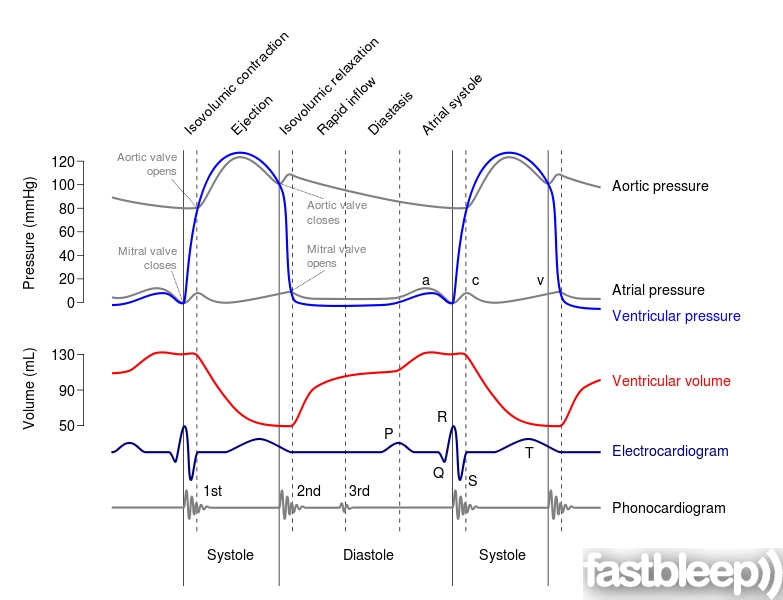 Isovolumic contraction
Ejection
Isovolumic relaxation
Rapid inflow
Diastasis
Atrial systole
Pressure (mmHg)
120
100
80
60
40
20
0
Aortic valve
opens
Aortic valve
closes
Mitral valve
closes
Mitral valve
opens
a
c
v
Aortic pressure
Atrial pressure
Ventricular pressure
Volume (mL)
130
90
50
Ventricular volume
R
P
Q
S
T
Electrocardiogram
1st
2nd
3rd
Phonocardiogram
Systole
Diastole
Systole
fastbleep